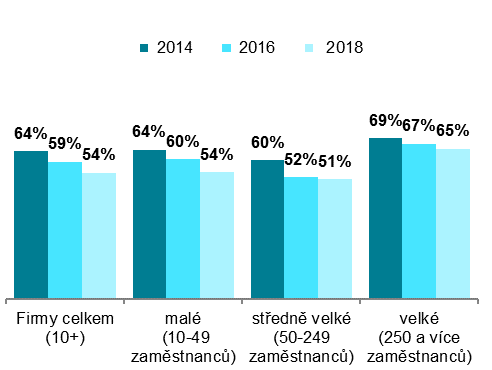 2014 2016 2018
64% 59% 54% 64% 60% 54% 60% 52% 51% 69% 67% 65%
Firmy celkem malé středně velké velké
(10+) (10-49 (50-249 (250 a více
zaměstnanců) zaměstnanců) zaměstnanců)